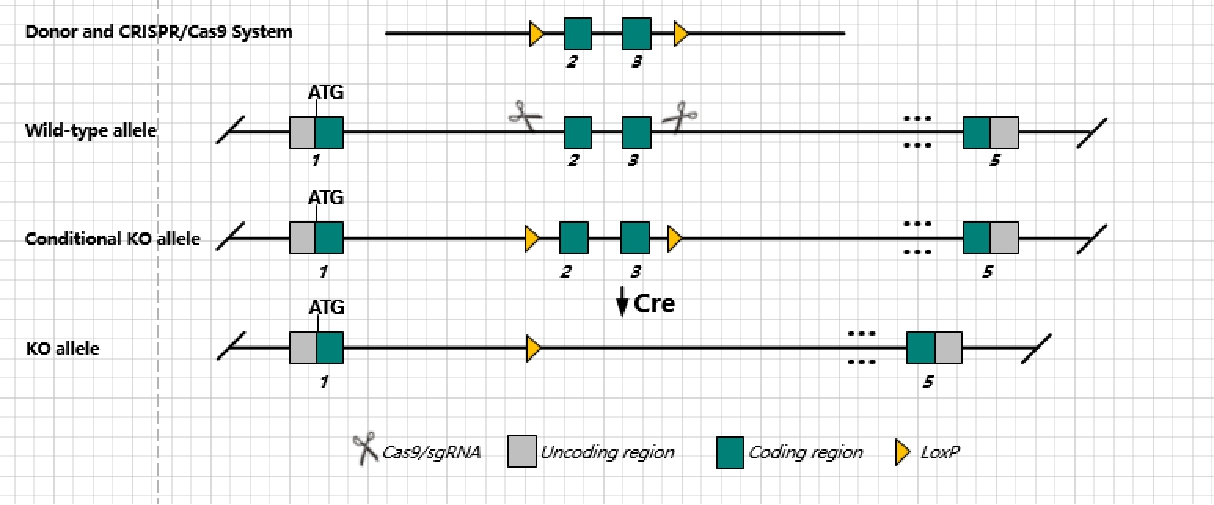 Donor and CRISPR/Cas9 System
2 3
ATG
Wild-type allele
1 2 3 5
ATG
Conditional KO allele
1 2 3 5
Cre
ATG
KO allele
1 5
Cas9/sgRNA Uncoding region Coding region LoxP